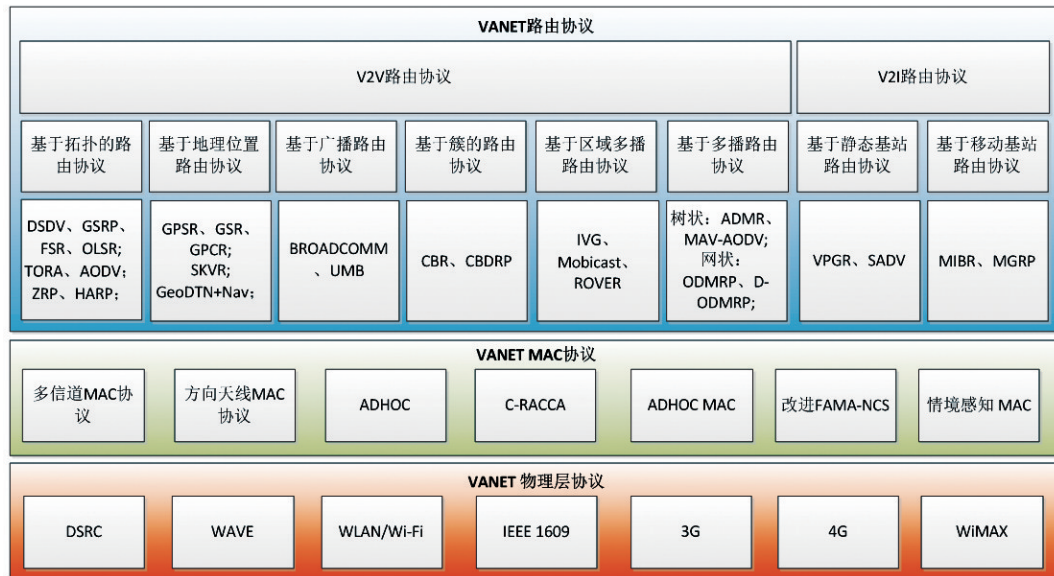 VANET路由协议
V2V路由协议
V2I路由协议
基于拓扑的路
由协议
基于地理位置
路由协议
基于广播路由
协议
基于簇的路由
协议
基于区域多播
路由协议
基于多播路由
协议
基于静态基站
路由协议
基于移动基站
路由协议
DSDV、GSRP、
FSR、OLSR;
TORA、AODV；
ZRP、HARP；
GPSR、GSR、
GPCR;
SKVR;
GeoDTN+Nav；
BROADCOMM
、UMB
CBR、CBDRP
IVG、
Mobicast、
ROVER
树状：ADMR、
MAV-AODV;
网状：
ODMRP、D-
ODMRP;
VPGR、SADV
MIBR、MGRP
VANET MAC协议
多信道MAC协
议
方向天线MAC
协议
ADHOC
C-RACCA
ADHOC MAC
改进FAMA-NCS
情境感知 MAC
VANET 物理层协议
DSRC
WAVE
WLAN/Wi-Fi
IEEE 1609
3G
4G
WiMAX